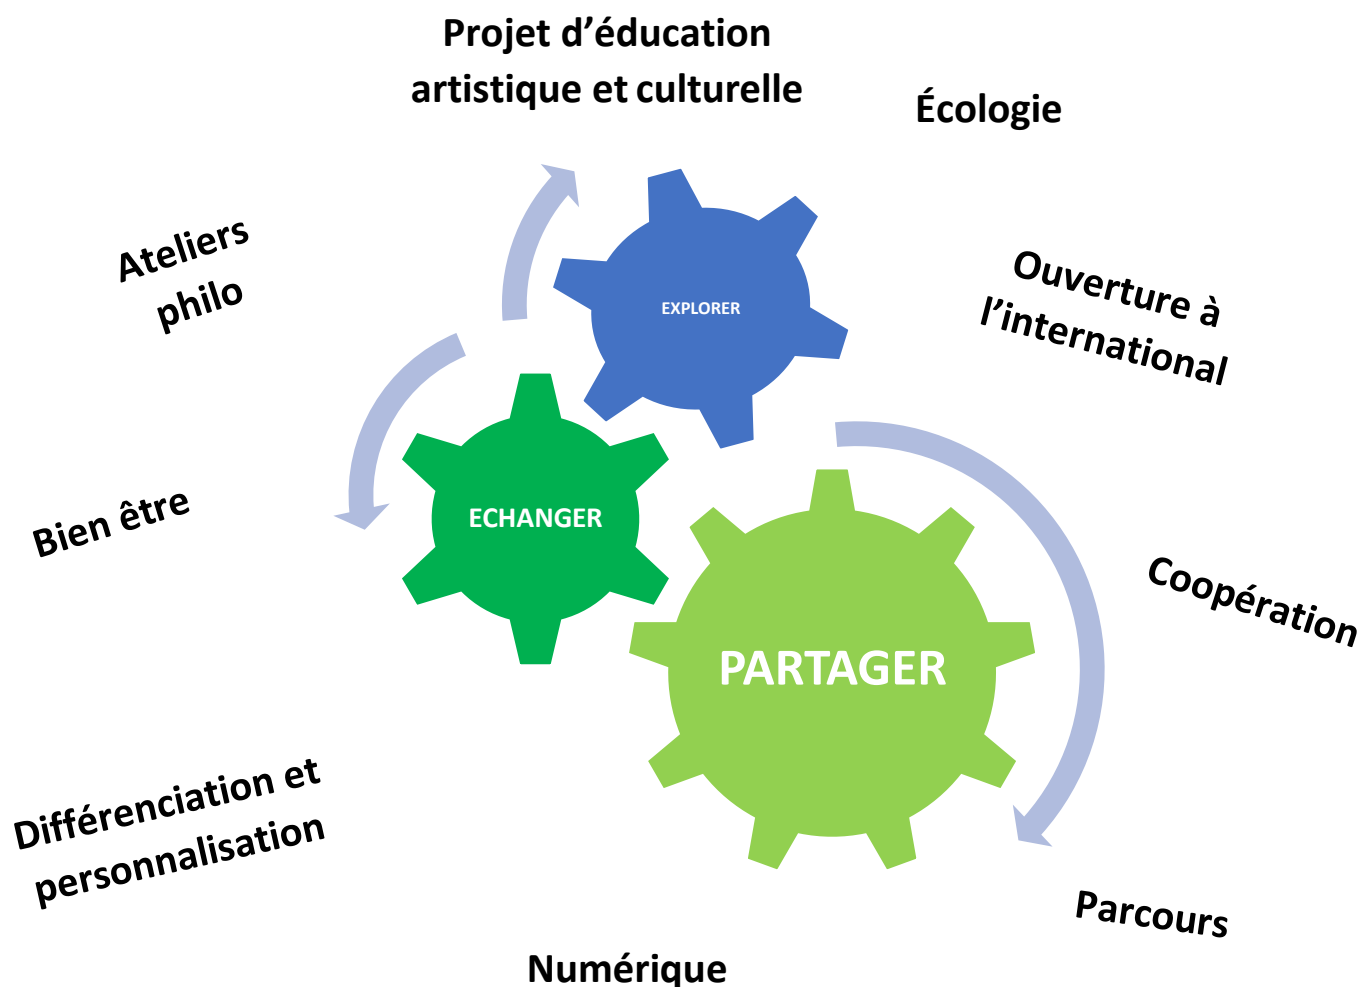 Projet d’éducation
artistique et culturelle
Écologie
Ateliers
philo
EXPLORER
Ouverture à
l’international
Bien être
ECHANGER
Coopération
PARTAGER
Différenciation et
personnalisation
Parcours
Numérique